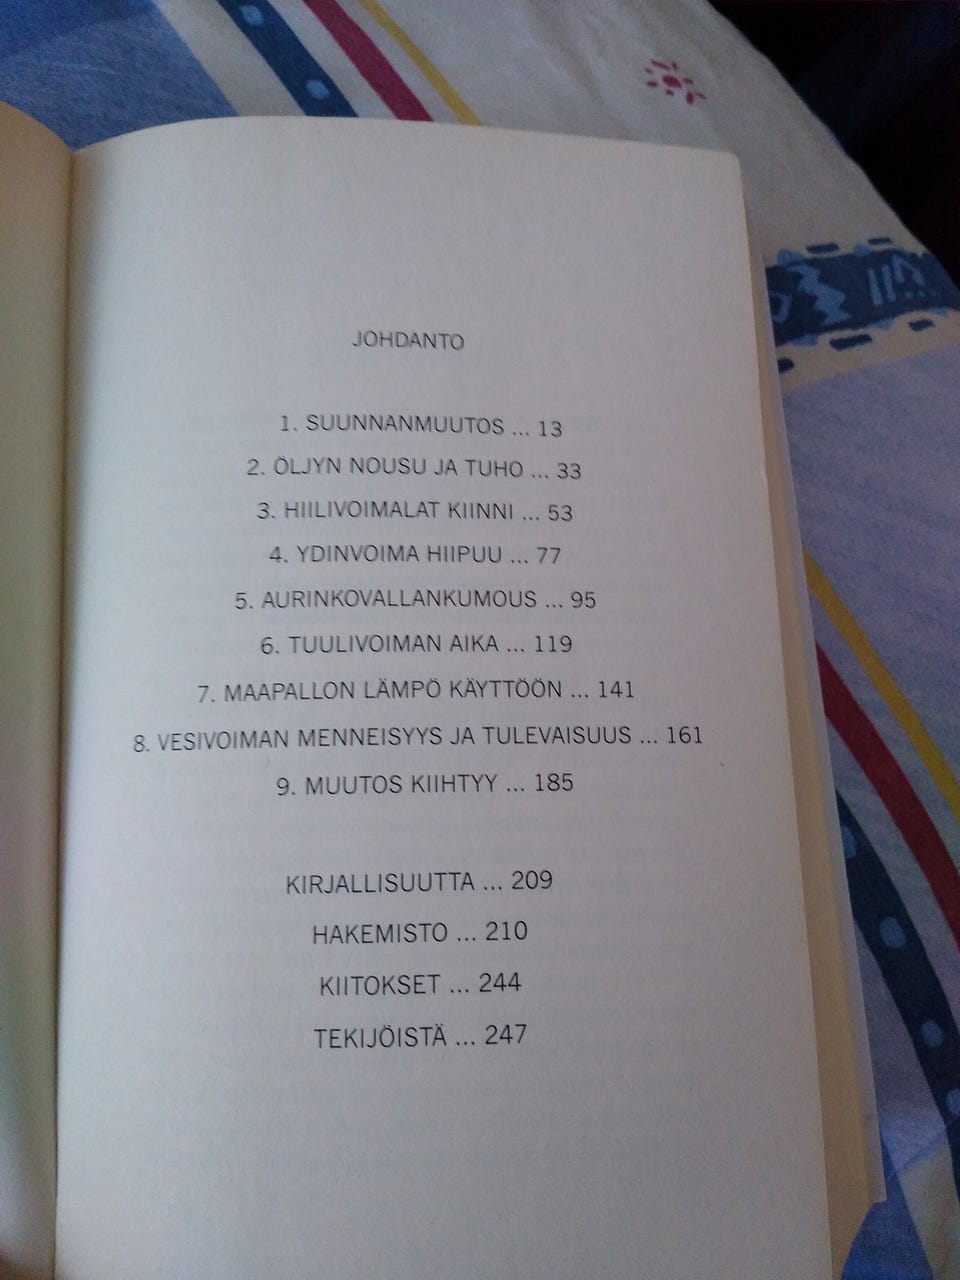 JOHDANTO
1. SUUNNANMUUTOS ... 13
2. ÖLJYN NOUSU JA TUHO ... 33
3. HIILIVOIMALAT KIINNI ... 53
4. YDINVOIMA HIIPUU ... 77
5. AURINKOVALLANKUMOUS ... 95
6. TUULIVOIMAN AIKA ... 119
7. MAAPALLON LÄMPÖ KÄYTTÖÖN ... 141
8. VESIVOIMAN MENNEISYYS JA TULEVAISUUS ... 161
9. MUUTOS KIIHTYY ... 185
KIRJALLISUUTTA ... 209
HAKEMISTO ... 210
KIITOKSET ... 244
TEKIJÖISTÄ ... 247